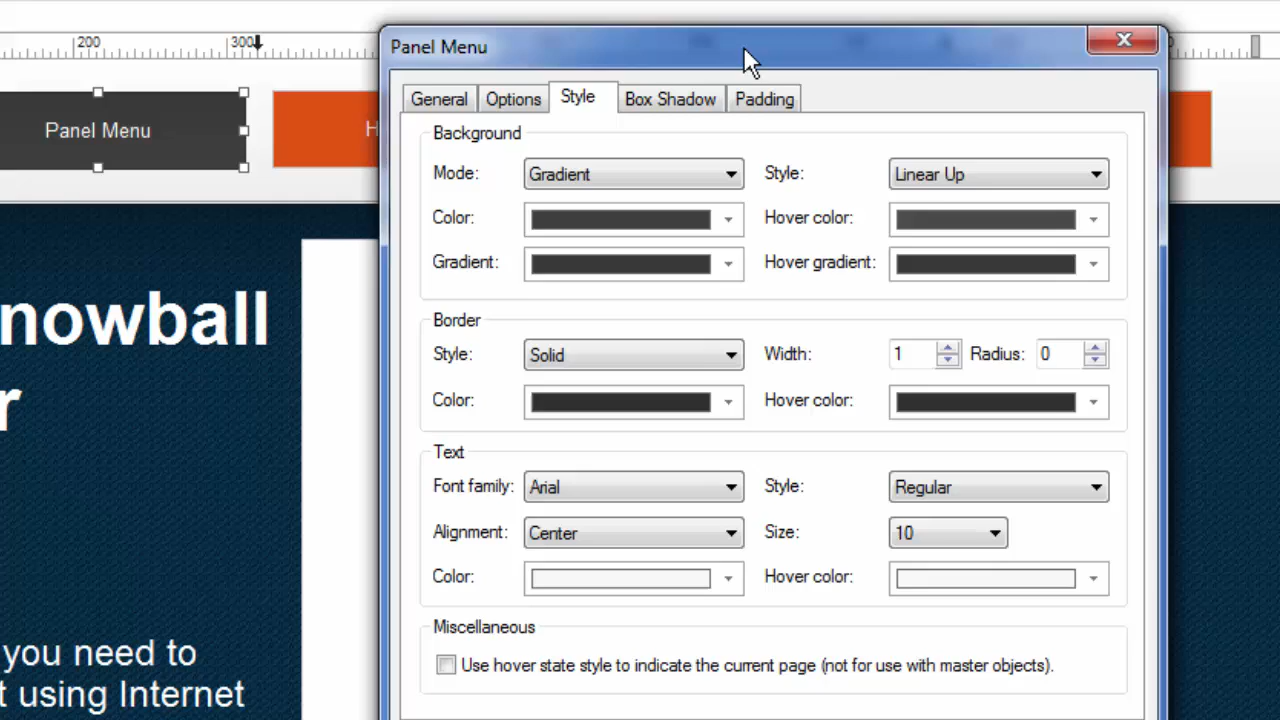 200
300
Panel Menu
Panel Menu
H
General
Options
Style
Box Shadow
Padding
Background
Mode: Gradient Style: Linear Up
Color: Hover color:
Gradient: Hover gradient:
Border
Style: Solid Width: 1 Radius: 0
Color: Hover color:
Text
Font family: Arial Style: Regular
Alignment: Center Size: 10
Color: Hover color:
Miscellaneous
Use hover state style to indicate the current page (not for use with master objects).
nowball
r
you need to
t using Internet